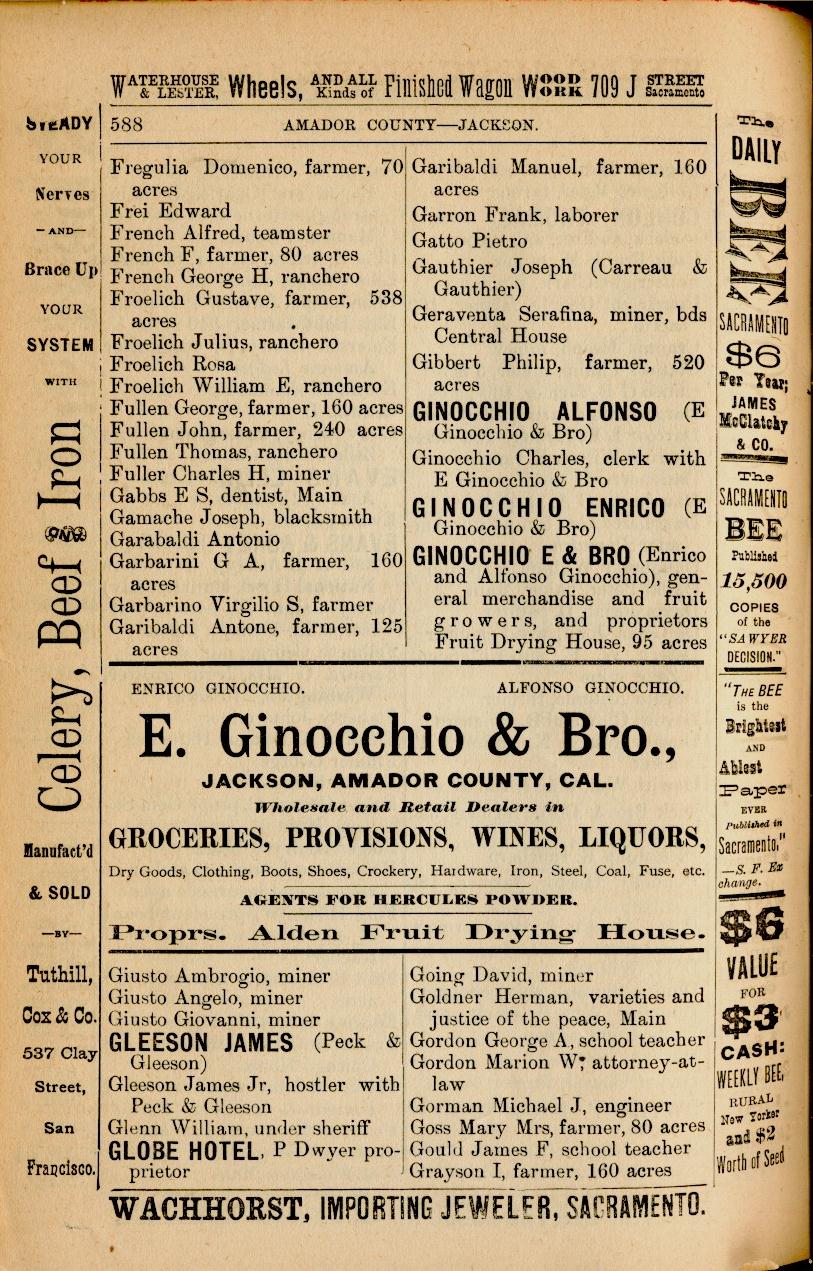 WATERHOUSE & LESTER, Wheels, AND ALL Kinds of Finished Wagon WOOD WORK 709 J STREET Sacramento
588 AMADOR COUNTY—JACKSON.
Fregulia Domenico, farmer, 70
acres
Frei Edward
French Alfred, teamster
French F, farmer, 80 acres
French George H, ranchero
Froelich Gustave, farmer, 538
acres
Froelich Julius, ranchero
Froelich Rosa
Froelich William E, ranchero
Fullen George, farmer, 160 acres
Fullen John, farmer, 240 acres
Fullen Thomas, ranchero
Fuller Charles H, miner
Gabbs E S, dentist, Main
Gamache Joseph, blacksmith
Garabaldi Antonio
Garbarini G A, farmer, 160
acres
Garbarino Virgilio S, farmer
Garibaldi Antone, farmer, 125
acres
Garibaldi Manuel, farmer, 160
acres
Garron Frank, laborer
Gatto Pietro
Gauthier Joseph (Carreau &
Gauthier)
Geraventa Serafina, miner, bds
Central House
Gibbert Philip, farmer, 520
acres
GINOCCHIO ALFONSO (E
Ginocchio & Bro)
Ginocchio Charles, clerk with
E Ginocchio & Bro
GINOCCHIO ENRICO (E
Ginocchio & Bro)
GINOCCHIO E & BRO (Enrico
and Alfonso Ginocchio), gen-
eral merchandise and fruit
growers, and proprietors
Fruit Drying House, 95 acres
ENRICO GINOCCHIO. ALFONSO GINOCCHIO.
E. Ginocchio & Bro.,
JACKSON, AMADOR COUNTY, CAL.
Wholesale and Retail Dealers in
GROCERIES, PROVISIONS, WINES, LIQUORS,
Dry Goods, Clothing, Boots, Shoes, Crockery, Hardware, Iron, Steel, Coal, Fuse, etc.
AGENTS FOR HERCULES POWDER.
Proprs. Alden Fruit Drying House.
Giusto Ambrogio, miner
Giusto Angelo, miner
Giusto Giovanni, miner
GLEESON JAMES (Peck &
Gleeson)
Gleeson James Jr, hostler with
Peck & Gleeson
Glenn William, under sheriff
GLOBE HOTEL, P Dwyer pro-
prietor
Going David, miner
Goldner Herman, varieties and
justice of the peace, Main
Gordon George A, school teacher
Gordon Marion W, attorney-at-
law
Gorman Michael J, engineer
Goss Mary Mrs, farmer, 80 acres
Gould James F, school teacher
Grayson I, farmer, 160 acres
WACHHORST, IMPORTING JEWELER, SACRAMENTO.
STEADY
YOUR
Nerves
—AND—
Brace Up
YOUR
SYSTEM
WITH
Celery, Beef and Iron
Manufact'd
& SOLD
—BY—
Tuthill,
Cox & Co.
537 Clay
Street,
San
Francisco.
The
DAILY
BEE
SACRAMENTO
$6
Per Year;
JAMES
McClatchy
& CO.
The
SACRAMENTO
BEE
Published
15,500
COPIES
of the
"SAWYER
DECISION."
"THE BEE
is the
Brightest
AND
Ablest
Paper
EVER
Published in
Sacramento,"
—S. F. Ex
change.
$6
VALUE
FOR
$3
CASH:
WEEKLY BEE,
RURAL
New Yorker
and $2
Worth of Seed